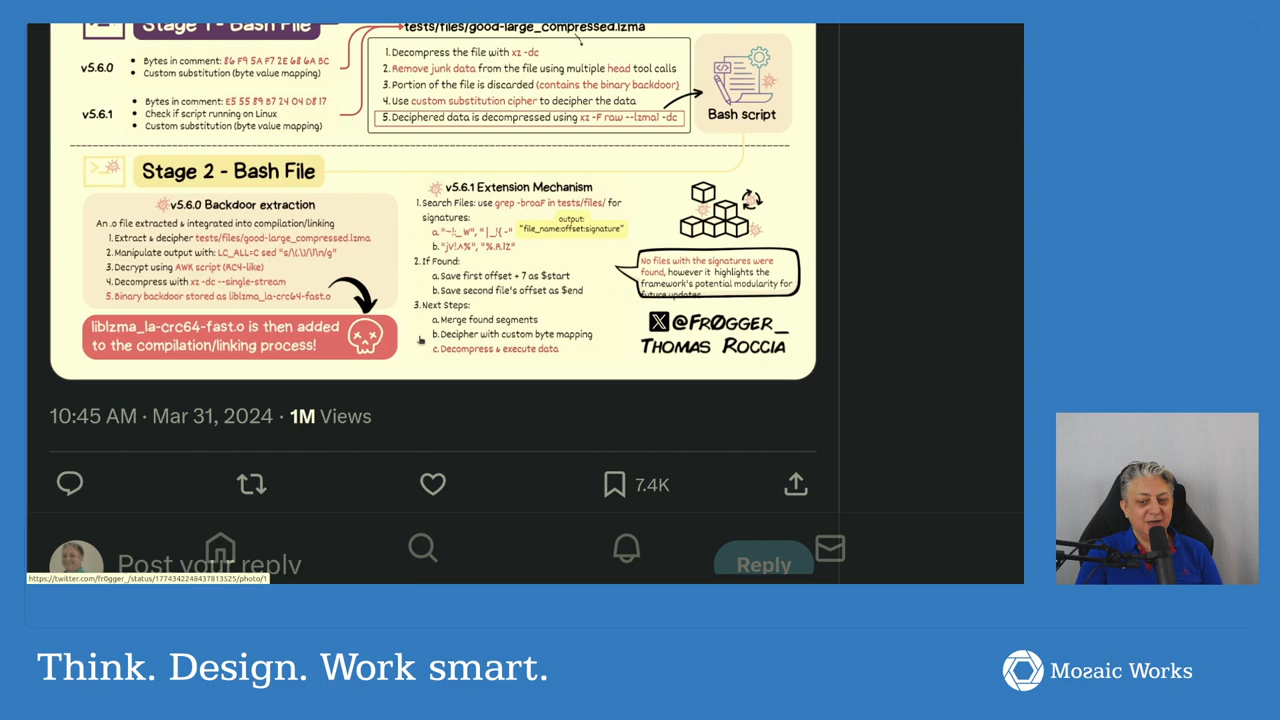 Stage 1 - Bash File
v5.6.0
Bytes in comment: 86 F9 5A F7 2E 68 6A BC
Custom substitution (byte value mapping)
v5.6.1
Bytes in comment: E5 55 89 B7 24 04 D8 17
Check if script running on Linux
Custom substitution (byte value mapping)
tests/files/good-large_compressed.lzma
1. Decompress the file with xz -dc
2. Remove junk data from the file using multiple head tool calls
3. Portion of the file is discarded (contains the binary backdoor)
4. Use custom substitution cipher to decipher the data
5. Deciphered data is decompressed using xz -F raw --lzma1 -dc
Bash script
Stage 2 - Bash File
v5.6.0 Backdoor extraction
An .o file extracted & integrated into compilation/linking
1. Extract & decipher tests/files/good-large_compressed.lzma
2. Manipulate output with: LC_ALL=C sed "s/\(.\)/\1\n/g"
3. Decrypt using AWK script (RC4-like)
4. Decompress with xz -dc --single-stream
5. Binary backdoor stored as liblzma_la-crc64-fast.o
liblzma_la-crc64-fast.o is then added
to the compilation/linking process!
v5.6.1 Extension Mechanism
1. Search Files: use grep -broaF in tests/files/ for
signatures:
a. "~!:_ W", "|_!{ -"
b. "jV!.^%", "%.R.1Z"
output:
"file_name:offset:signature"
2. If Found:
a. Save first offset + 7 as $start
b. Save second file's offset as $end
3. Next Steps:
a. Merge found segments
b. Decipher with custom byte mapping
c. Decompress & execute data
No files with the signatures were
found, however it highlights the
framework's potential modularity for
future updates.
X @FR0GGER_
THOMAS ROCCIA
10:45 AM · Mar 31, 2024 · 1M Views
7.4K
Post your reply
Reply
https://twitter.com/fr0gger_/status/1774342248437813525/photo/1
Think. Design. Work smart.
Mozaic Works